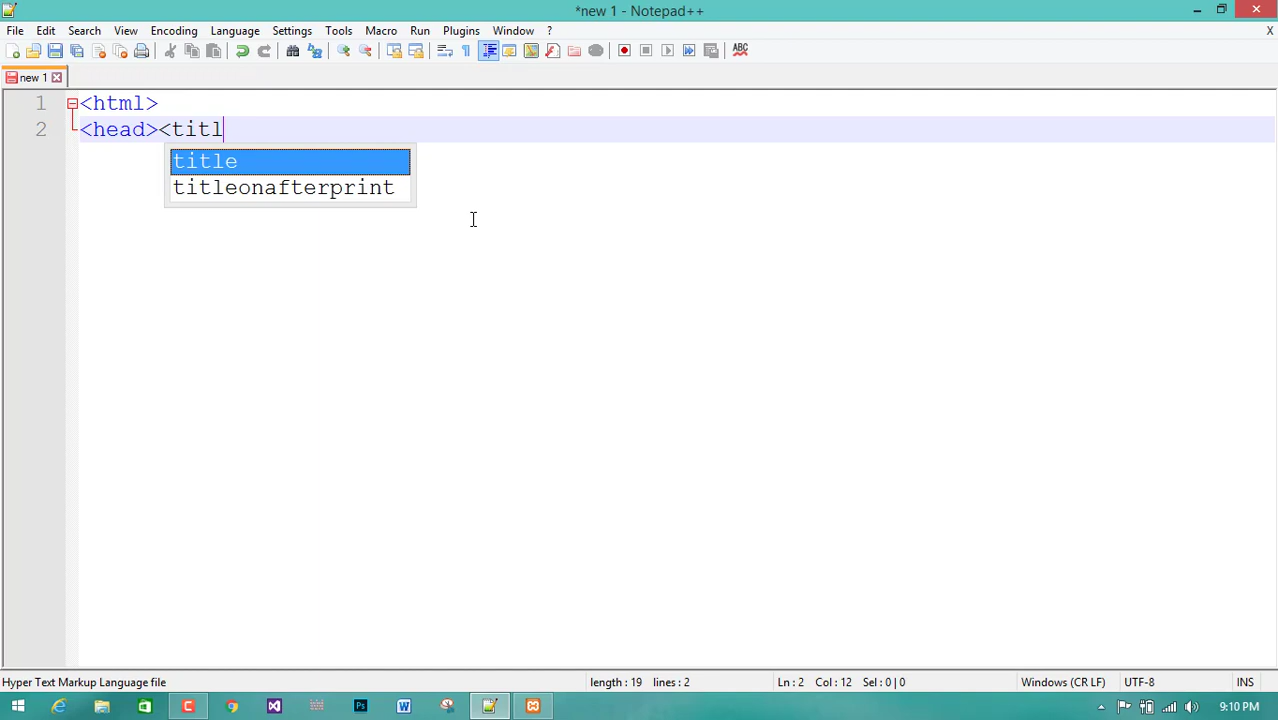 *new 1 - Notepad++
File Edit Search View Encoding Language Settings Tools Macro Run Plugins Window ? X
ABC
new 1
1 <html>
2 <head><titl
title
titleonafterprint
Hyper Text Markup Language file length : 19 lines : 2 Ln : 2 Col : 12 Sel : 0 | 0 Windows (CR LF) UTF-8 INS
9:10 PM